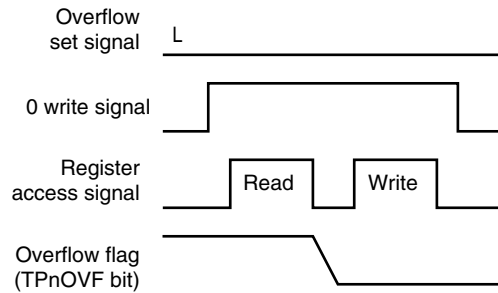 Overflow
set signal
L
0 write signal
Register
access signal
Read
Write
Overflow flag
(TPnOVF bit)